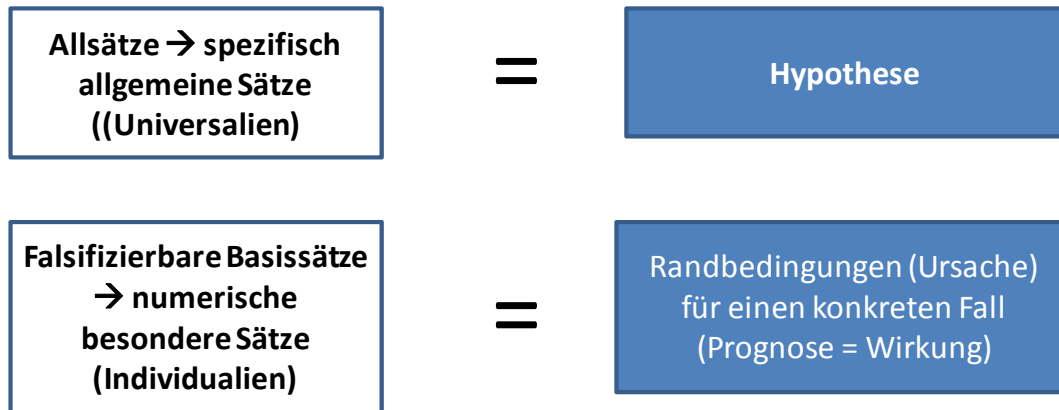 Allsätze → spezifisch
allgemeine Sätze
((Universalien)
=
Hypothese
Falsifizierbare Basissätze
→ numerische
besondere Sätze
(Individualien)
=
Randbedingungen (Ursache)
für einen konkreten Fall
(Prognose = Wirkung)